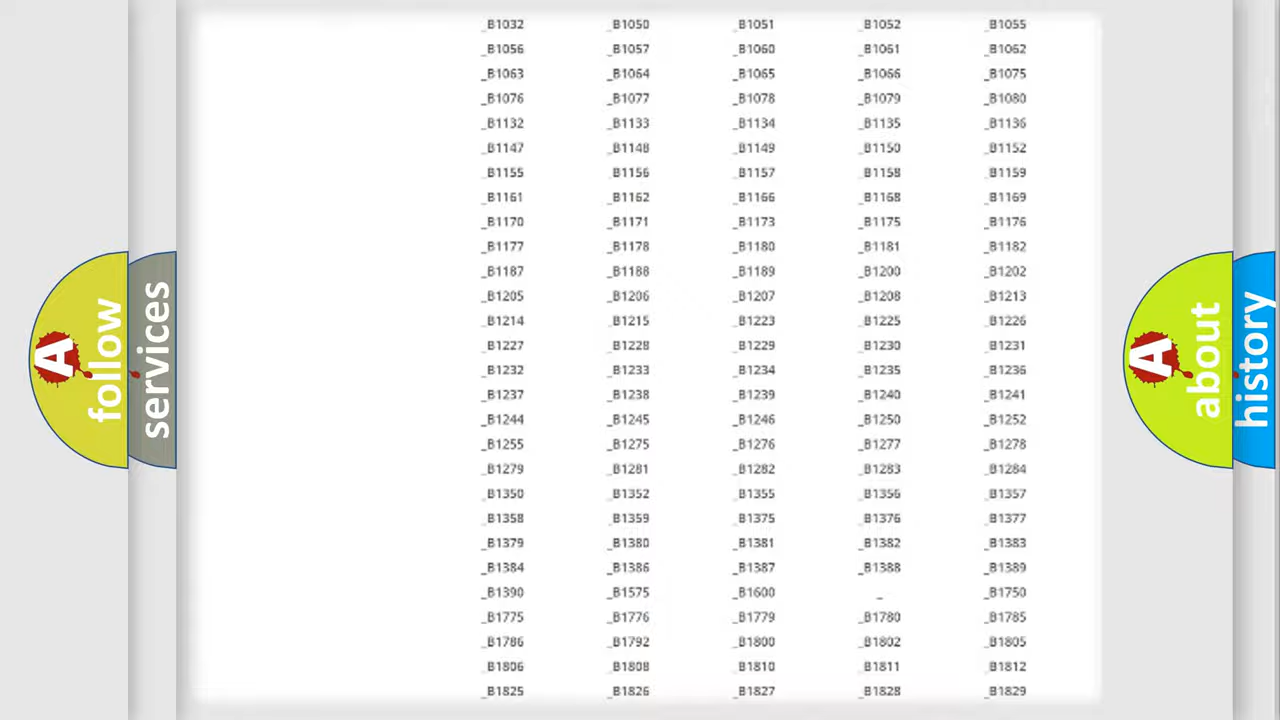 _B1032 _B1050 _B1051 _B1052 _B1055
_B1056 _B1057 _B1060 _B1061 _B1062
_B1063 _B1064 _B1065 _B1066 _B1075
_B1076 _B1077 _B1078 _B1079 _B1080
_B1132 _B1133 _B1134 _B1135 _B1136
_B1147 _B1148 _B1149 _B1150 _B1152
_B1155 _B1156 _B1157 _B1158 _B1159
_B1161 _B1162 _B1166 _B1168 _B1169
_B1170 _B1171 _B1173 _B1175 _B1176
_B1177 _B1178 _B1180 _B1181 _B1182
_B1187 _B1188 _B1189 _B1200 _B1202
_B1205 _B1206 _B1207 _B1208 _B1213
_B1214 _B1215 _B1223 _B1225 _B1226
_B1227 _B1228 _B1229 _B1230 _B1231
_B1232 _B1233 _B1234 _B1235 _B1236
_B1237 _B1238 _B1239 _B1240 _B1241
_B1244 _B1245 _B1246 _B1250 _B1252
_B1255 _B1275 _B1276 _B1277 _B1278
_B1279 _B1281 _B1282 _B1283 _B1284
_B1350 _B1352 _B1355 _B1356 _B1357
_B1358 _B1359 _B1375 _B1376 _B1377
_B1379 _B1380 _B1381 _B1382 _B1383
_B1384 _B1386 _B1387 _B1388 _B1389
_B1390 _B1575 _B1600 _ _B1750
_B1775 _B1776 _B1779 _B1780 _B1785
_B1786 _B1792 _B1800 _B1802 _B1805
_B1806 _B1808 _B1810 _B1811 _B1812
_B1825 _B1826 _B1827 _B1828 _B1829
A
follow
services
A
about
history